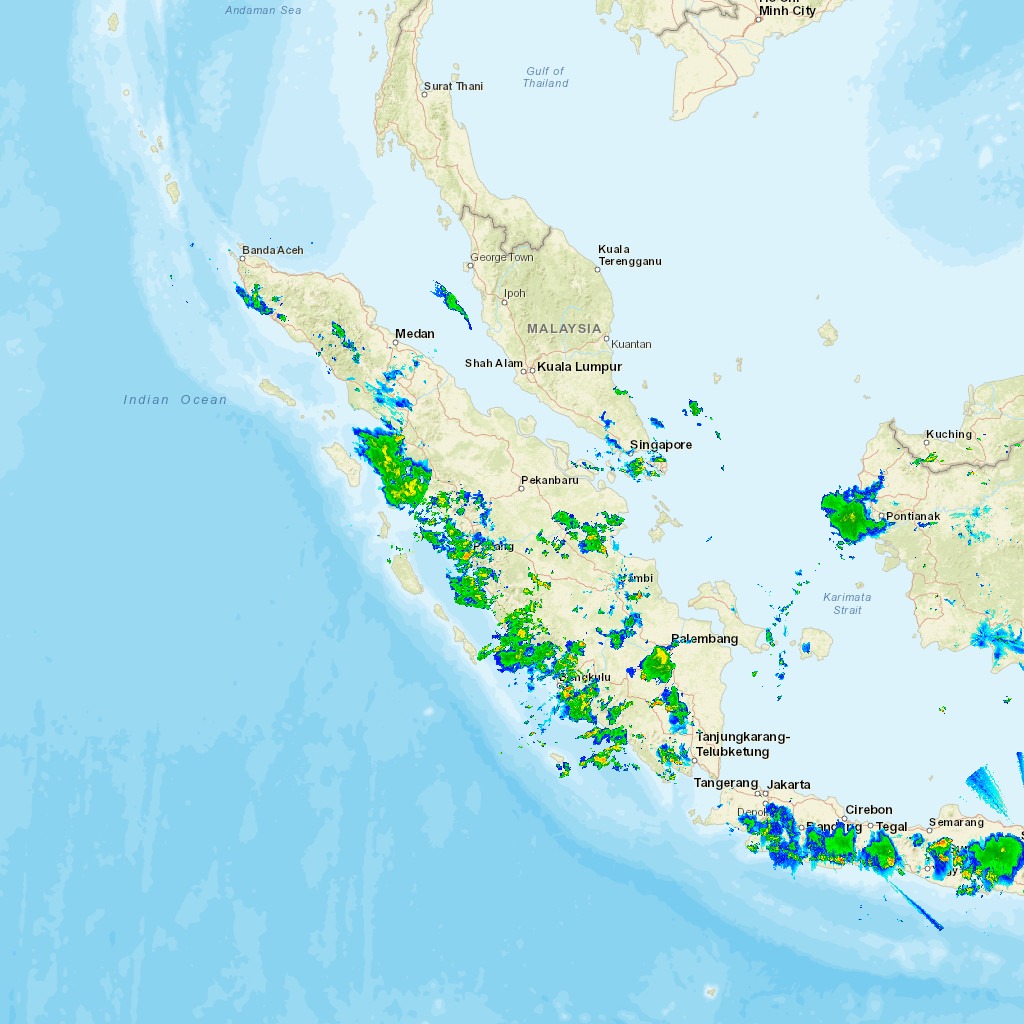 Andaman Sea
Minh City
Gulf of
Thailand
Surat Thani
Banda Aceh
George Town
Kuala
Terengganu
Ipoh
MALAYSIA
Medan
Kuantan
Shah Alam
Kuala Lumpur
Indian Ocean
Singapore
Kuching
Pekanbaru
Pontianak
Karimata
Strait
Palembang
Tanjungkarang-
Telubketung
Tangerang
Jakarta
Cirebon
Tegal
Semarang